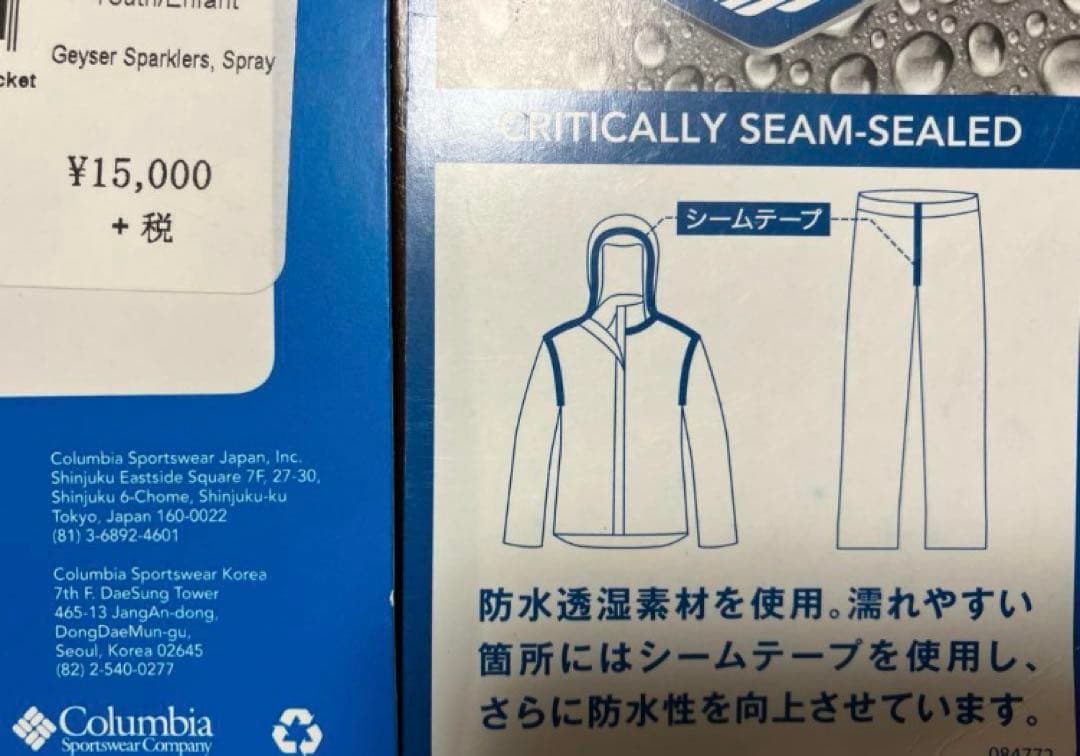 Youth/Enfant
Geyser Sparklers, Spray
cket
¥15,000
+ 税
Columbia Sportswear Japan, Inc.
Shinjuku Eastside Square 7F, 27-30,
Shinjuku 6-Chome, Shinjuku-ku
Tokyo, Japan 160-0022
(81) 3-6892-4601
Columbia Sportswear Korea
7th F. DaeSung Tower
465-13 JangAn-dong,
DongDaeMun-gu,
Seoul, Korea 02645
(82) 2-540-0277
Columbia
Sportswear Company
CRITICALLY SEAM-SEALED
シームテープ
防水透湿素材を使用。濡れやすい
箇所にはシームテープを使用し、
さらに防水性を向上させています。
084772